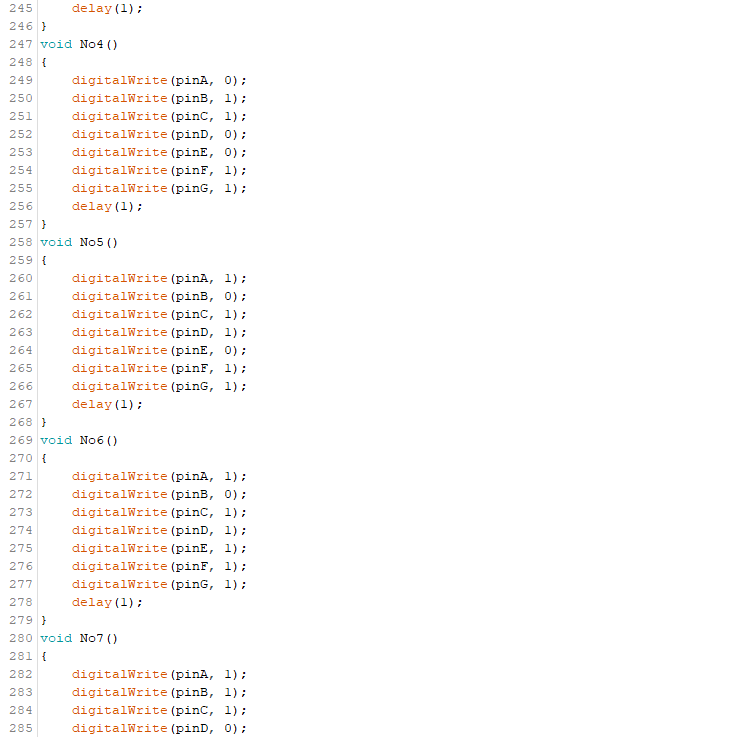 245     delay(1);
246 }
247 void No4()
248 {
249     digitalWrite(pinA, 0);
250     digitalWrite(pinB, 1);
251     digitalWrite(pinC, 1);
252     digitalWrite(pinD, 0);
253     digitalWrite(pinE, 0);
254     digitalWrite(pinF, 1);
255     digitalWrite(pinG, 1);
256     delay(1);
257 }
258 void No5()
259 {
260     digitalWrite(pinA, 1);
261     digitalWrite(pinB, 0);
262     digitalWrite(pinC, 1);
263     digitalWrite(pinD, 1);
264     digitalWrite(pinE, 0);
265     digitalWrite(pinF, 1);
266     digitalWrite(pinG, 1);
267     delay(1);
268 }
269 void No6()
270 {
271     digitalWrite(pinA, 1);
272     digitalWrite(pinB, 0);
273     digitalWrite(pinC, 1);
274     digitalWrite(pinD, 1);
275     digitalWrite(pinE, 1);
276     digitalWrite(pinF, 1);
277     digitalWrite(pinG, 1);
278     delay(1);
279 }
280 void No7()
281 {
282     digitalWrite(pinA, 1);
283     digitalWrite(pinB, 1);
284     digitalWrite(pinC, 1);
285     digitalWrite(pinD, 0);